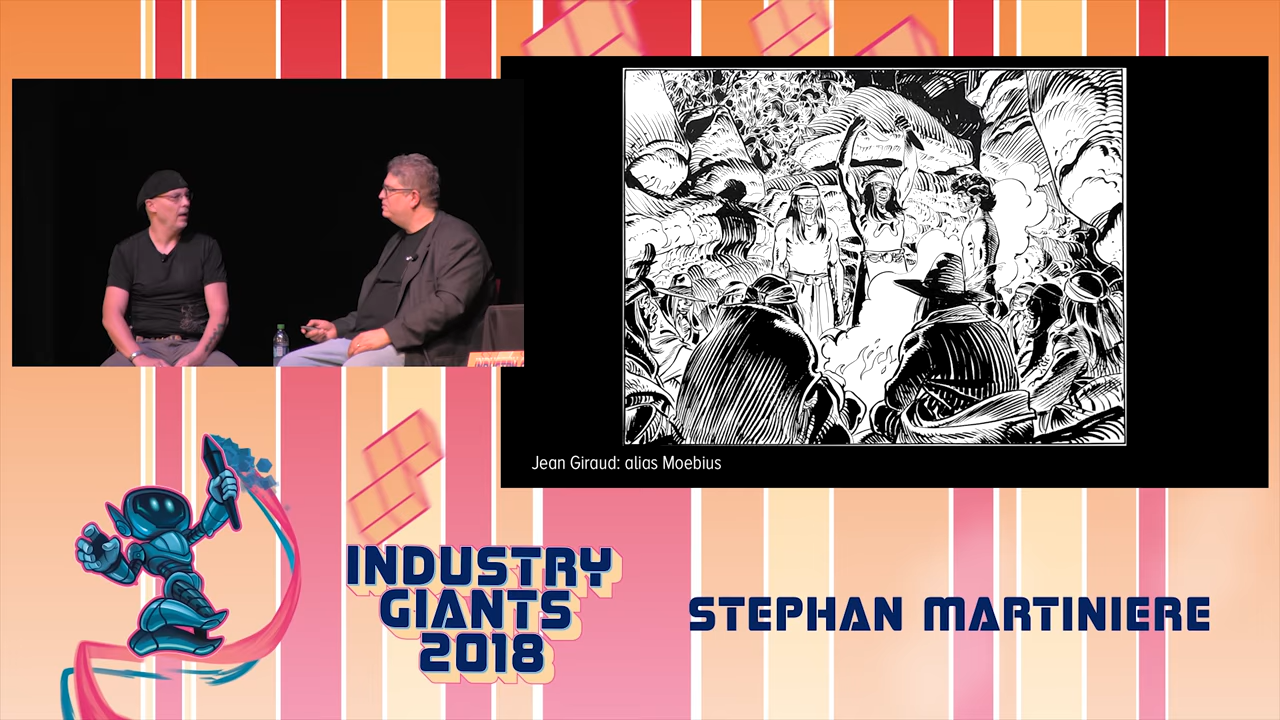 Jean Giraud: alias Moebius
INDUSTRY
GIANTS
2018
STEPHAN MARTINIERE